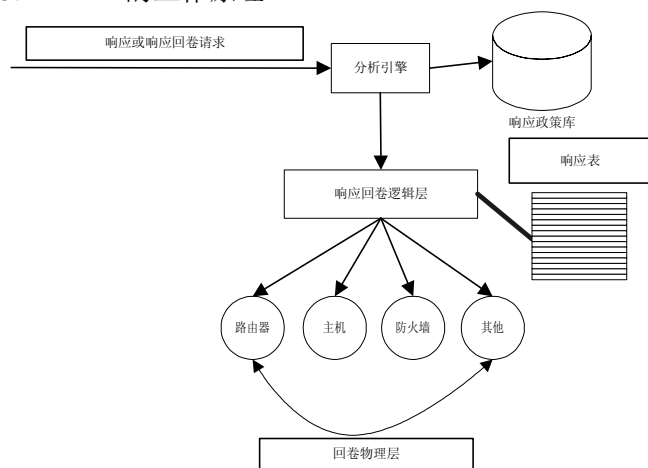 响应或响应回卷请求
分析引擎
响应政策库
响应表
响应回卷逻辑层
路由器
主机
防火墙
其他
回卷物理层